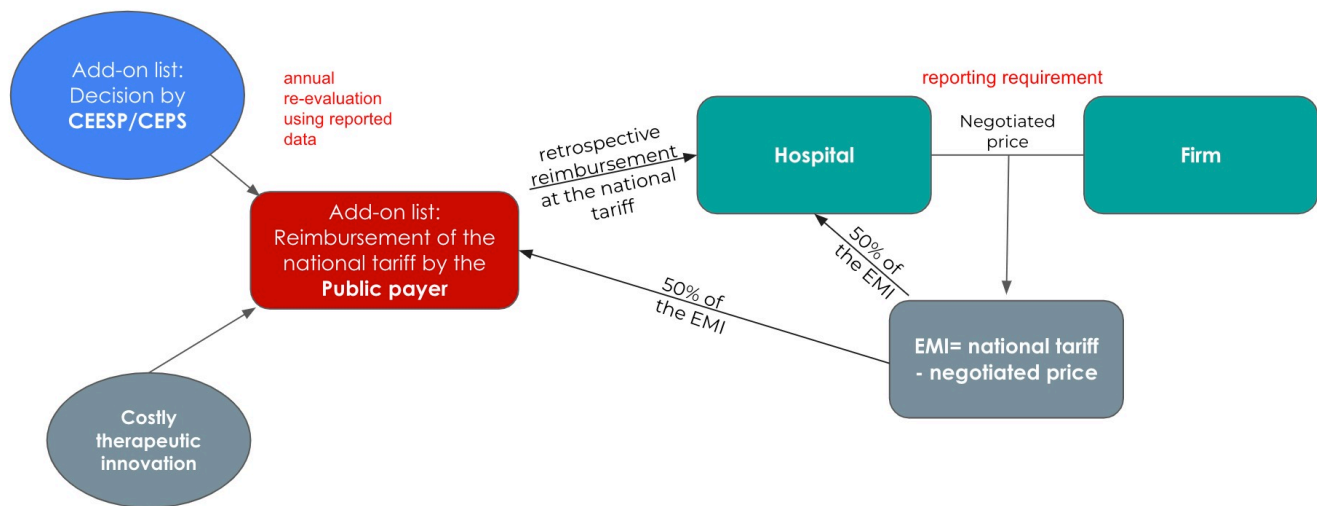 Add-on list:
Decision by
CEESP/CEPS
annual
re-evaluation
using reported
data
Add-on list:
Reimbursement of the
national tariff by the
Public payer
Costly
therapeutic
innovation
retrospective
reimbursement
at the national
tariff
reporting requirement
Hospital
Negotiated
price
Firm
50% of
the EMI
50% of
the EMI
EMI= national tariff
- negotiated price